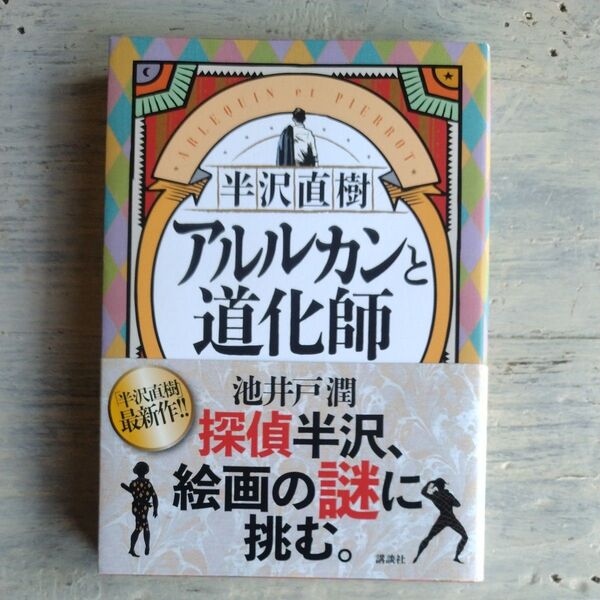 ARLEQUIN et PIERROT
半沢直樹
アルルカンと
道化師
「半沢直樹」
最新作!!
池井戸潤
探偵半沢、
絵画の謎に
挑む。
講談社